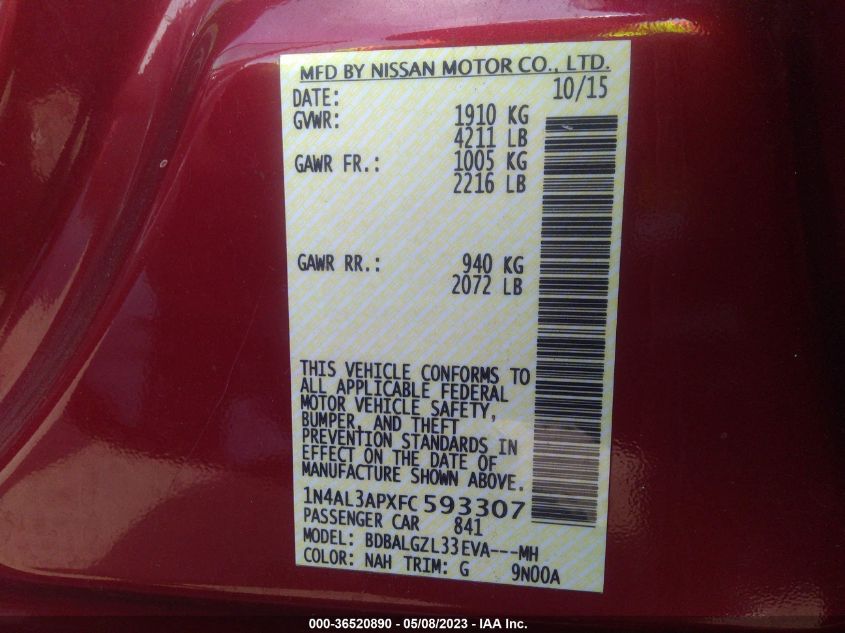 MFD BY NISSAN MOTOR CO., LTD.
DATE: 10/15
GVWR: 1910 KG
4211 LB
GAWR FR.: 1005 KG
2216 LB
GAWR RR.: 940 KG
2072 LB
THIS VEHICLE CONFORMS TO
ALL APPLICABLE FEDERAL
MOTOR VEHICLE SAFETY,
BUMPER, AND THEFT
PREVENTION STANDARDS IN
EFFECT ON THE DATE OF
MANUFACTURE SHOWN ABOVE.
1N4AL3APXFC593307
PASSENGER CAR 841
MODEL: BDBALGZL33EVA---MH
COLOR: NAH TRIM: G 9N00A
000-36520890 - 05/08/2023 - IAA Inc.